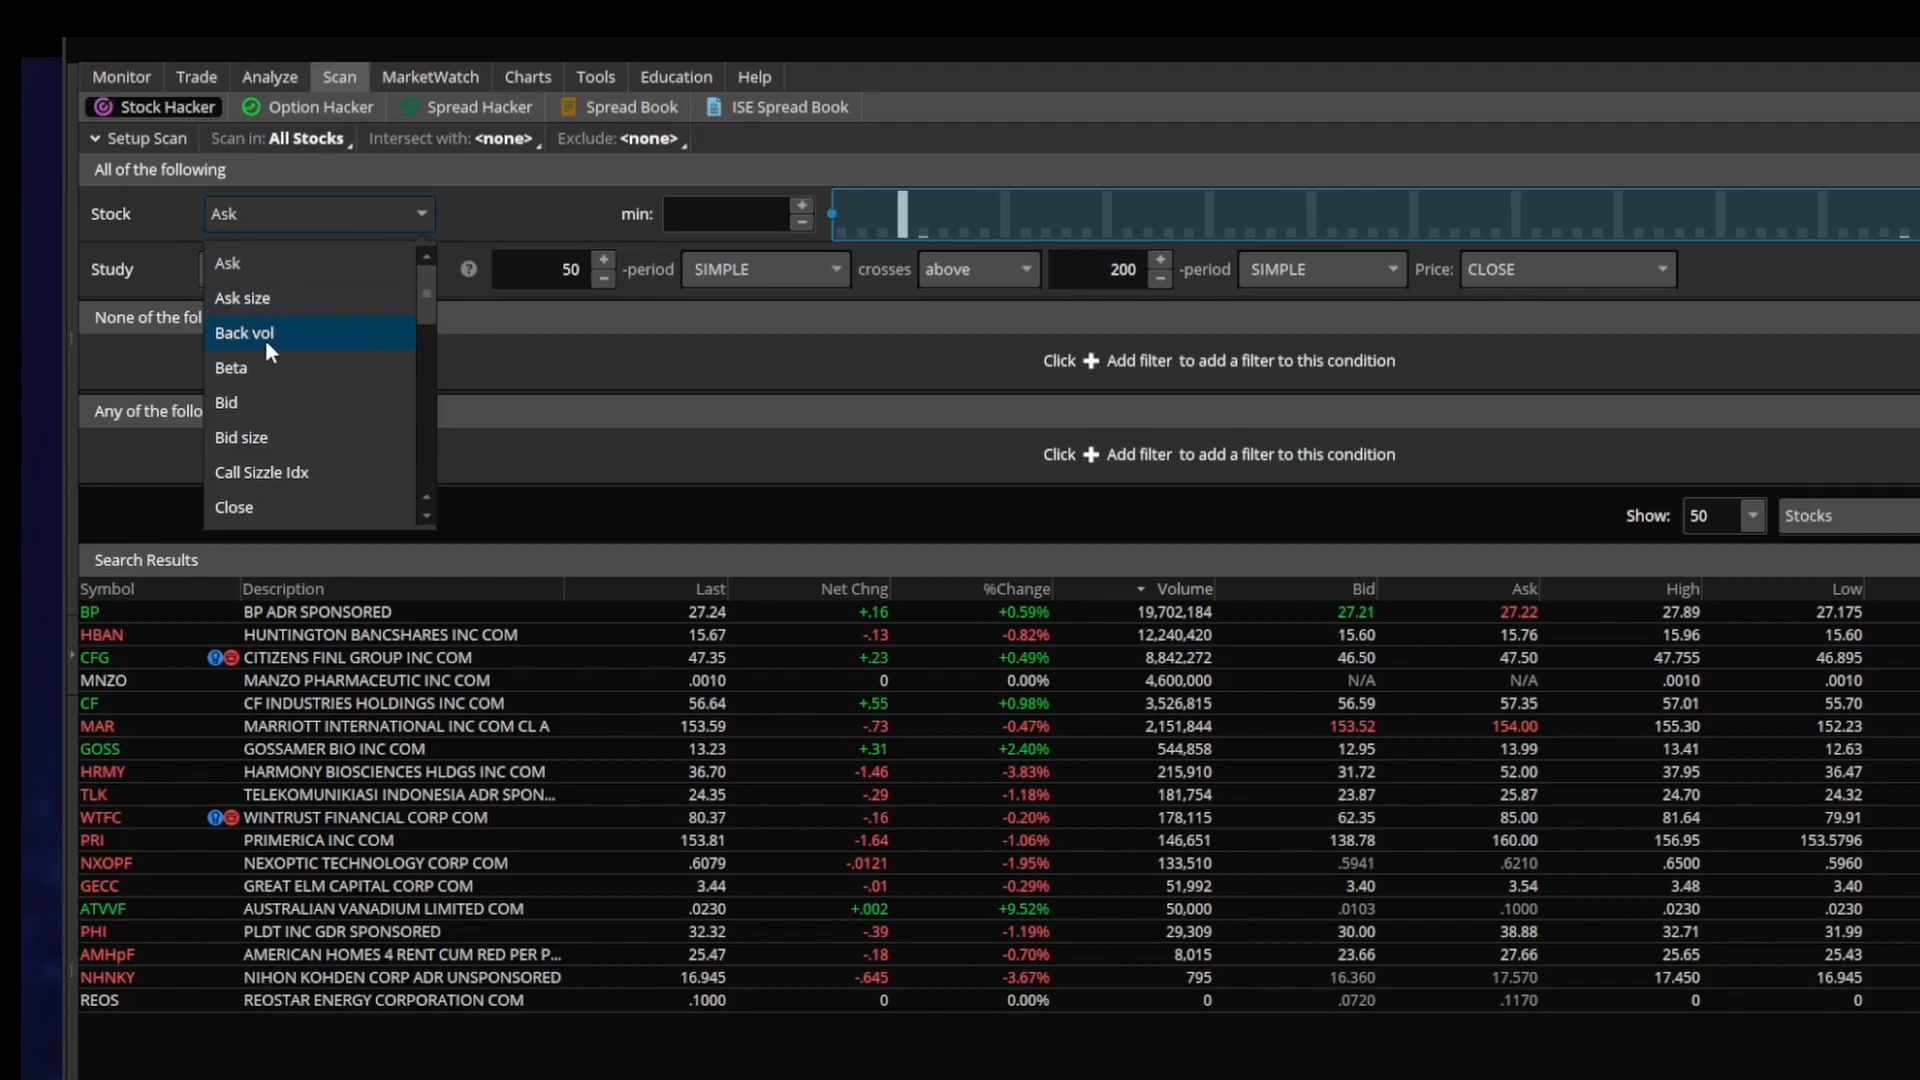 Monitor Trade Analyze Scan MarketWatch Charts Tools Education Help
Stock Hacker Option Hacker Spread Hacker Spread Book ISE Spread Book
Setup Scan Scan in: All Stocks Intersect with: <none> Exclude: <none>
All of the following
Stock Ask min:
Study 50 -period SIMPLE crosses above 200 -period SIMPLE Price: CLOSE
Ask
Ask size
Back vol
Beta
Bid
Bid size
Call Sizzle Idx
Close
None of the fol
Click + Add filter to add a filter to this condition
Any of the follo
Click + Add filter to add a filter to this condition
Show: 50 Stocks
Search Results
Symbol Description Last Net Chng %Change Volume Bid Ask High Low
BP BP ADR SPONSORED 27.24 +.16 +0.59% 19,702,184 27.21 27.22 27.89 27.175
HBAN HUNTINGTON BANCSHARES INC COM 15.67 -.13 -0.82% 12,240,420 15.60 15.76 15.96 15.60
CFG CITIZENS FINL GROUP INC COM 47.35 +.23 +0.49% 8,842,272 46.50 47.50 47.755 46.895
MNZO MANZO PHARMACEUTIC INC COM .0010 0 0.00% 4,600,000 N/A N/A .0010 .0010
CF CF INDUSTRIES HOLDINGS INC COM 56.64 +.55 +0.98% 3,526,815 56.59 57.35 57.01 55.70
MAR MARRIOTT INTERNATIONAL INC COM CL A 153.59 -.73 -0.47% 2,151,844 153.52 154.00 155.30 152.23
GOSS GOSSAMER BIO INC COM 13.23 +.31 +2.40% 544,858 12.95 13.99 13.41 12.63
HRMY HARMONY BIOSCIENCES HLDGS INC COM 36.70 -1.46 -3.83% 215,910 31.72 52.00 37.95 36.47
TLK TELEKOMUNIKIASI INDONESIA ADR SPON... 24.35 -.29 -1.18% 181,754 23.87 25.87 24.70 24.32
WTFC WINTRUST FINANCIAL CORP COM 80.37 -.16 -0.20% 178,115 62.35 85.00 81.64 79.91
PRI PRIMERICA INC COM 153.81 -1.64 -1.06% 146,651 138.78 160.00 156.95 153.5796
NXOPF NEXOPTIC TECHNOLOGY CORP COM .6079 -.0121 -1.95% 133,510 .5941 .6210 .6500 .5960
GECC GREAT ELM CAPITAL CORP COM 3.44 -.01 -0.29% 51,992 3.40 3.54 3.48 3.40
ATVVF AUSTRALIAN VANADIUM LIMITED COM .0230 +.002 +9.52% 50,000 .0103 .1000 .0230 .0230
PHI PLDT INC GDR SPONSORED 32.32 -.39 -1.19% 29,309 30.00 38.88 32.71 31.99
AMHpF AMERICAN HOMES 4 RENT CUM RED PER P... 25.47 -.18 -0.70% 8,015 23.66 27.66 25.65 25.43
NHNKY NIHON KOHDEN CORP ADR UNSPONSORED 16.945 -.645 -3.67% 795 16.360 17.570 17.450 16.945
REOS REOSTAR ENERGY CORPORATION COM .1000 0 0.00% 0 .0720 .1170 0 0